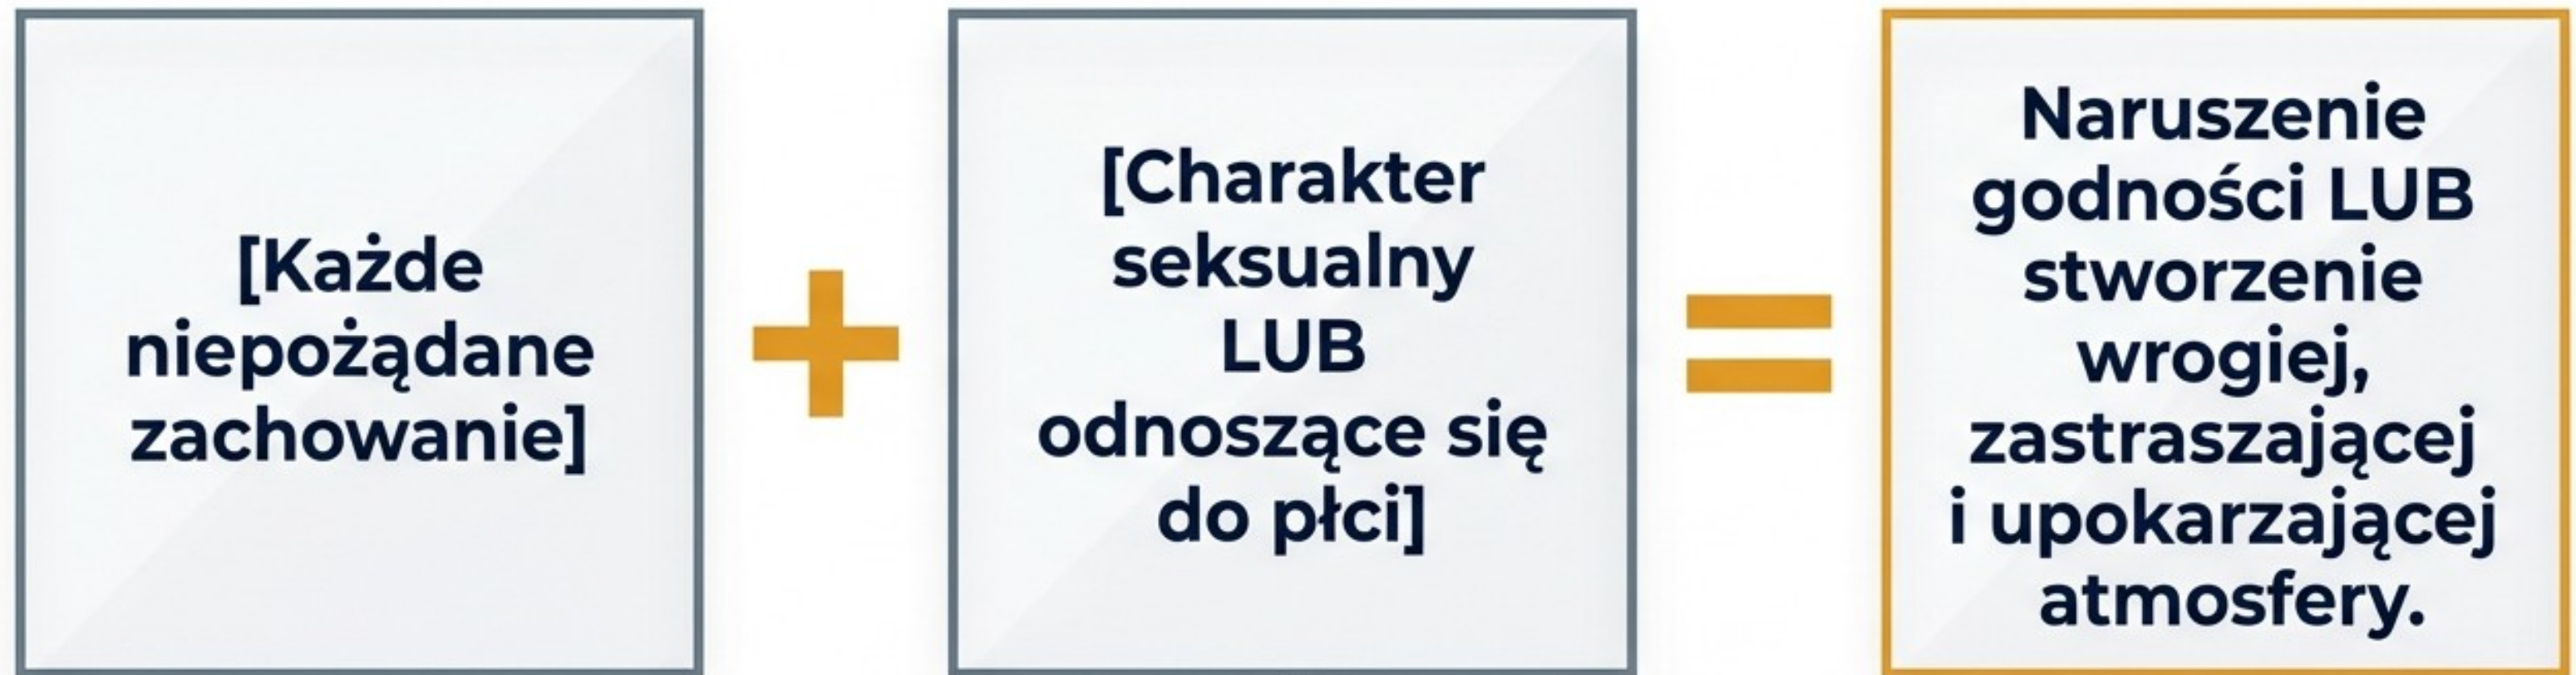 [Każde
niepożądane
zachowanie]
+
[Charakter
seksualny
LUB
odnoszące się
do płci]
=
Naruszenie
godności LUB
stworzenie
wrogiej,
zastraszającej
i upokarzającej
atmosfery.